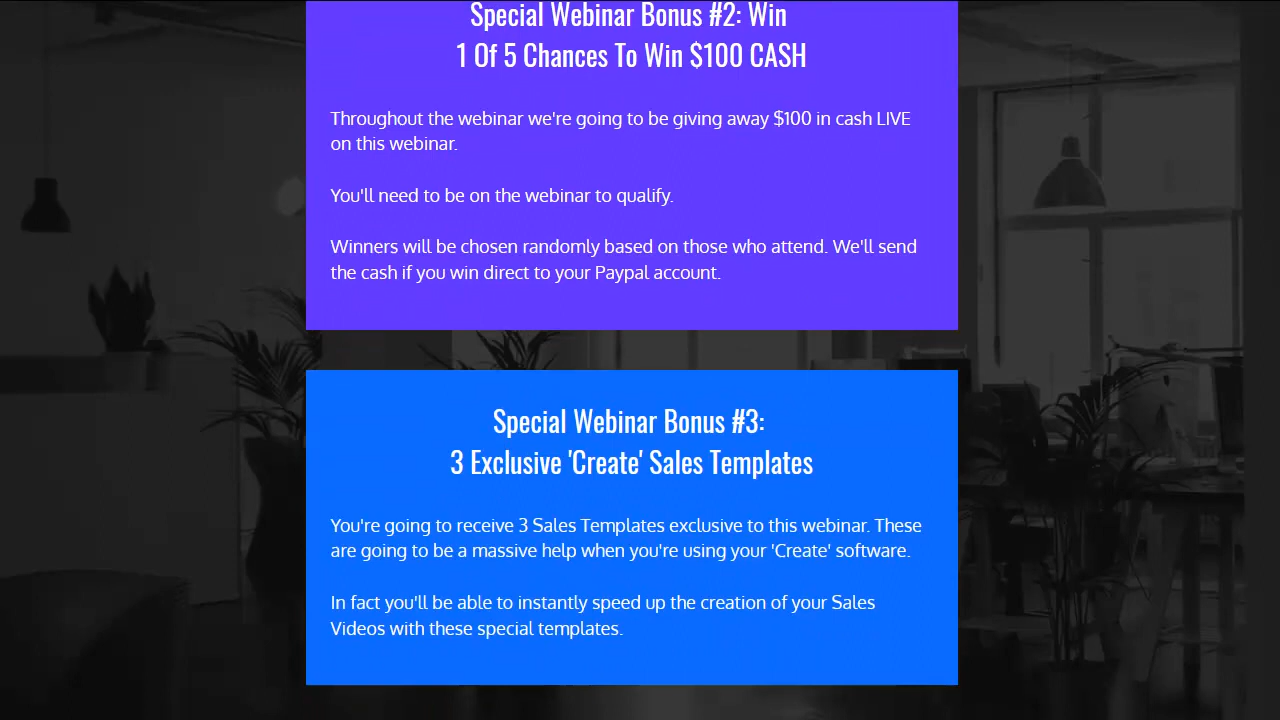 Special Webinar Bonus #2: Win
1 Of 5 Chances To Win $100 CASH
Throughout the webinar we're going to be giving away $100 in cash LIVE
on this webinar.
You'll need to be on the webinar to qualify.
Winners will be chosen randomly based on those who attend. We'll send
the cash if you win direct to your Paypal account.
Special Webinar Bonus #3:
3 Exclusive 'Create' Sales Templates
You're going to receive 3 Sales Templates exclusive to this webinar. These
are going to be a massive help when you're using your 'Create' software.
In fact you'll be able to instantly speed up the creation of your Sales
Videos with these special templates.